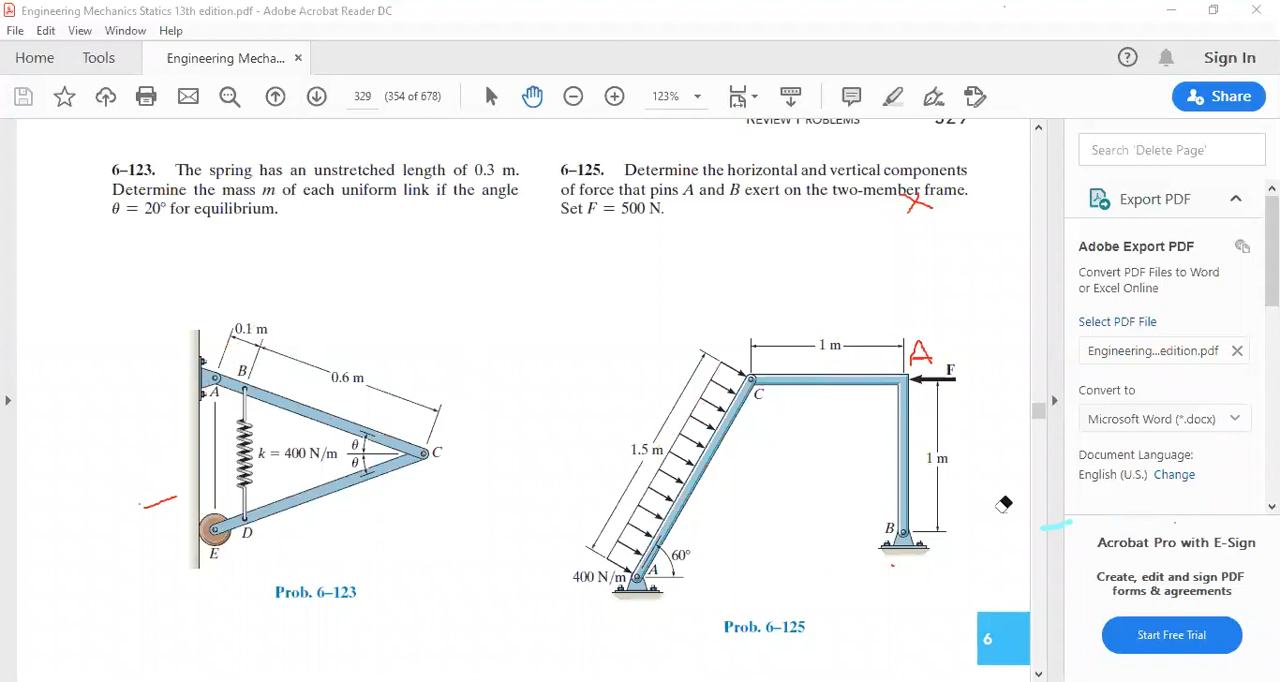 Engineering Mechanics Statics 13th edition.pdf - Adobe Acrobat Reader DC
File Edit View Window Help
Home Tools Engineering Mecha... × Sign In
329 (354 of 678) 123% Share
REVIEW PROBLEMS 329
6–123. The spring has an unstretched length of 0.3 m.
Determine the mass m of each uniform link if the angle
θ = 20° for equilibrium.
6–125. Determine the horizontal and vertical components
of force that pins A and B exert on the two-member frame.
Set F = 500 N.
0.1 m
B
0.6 m
A
k = 400 N/m
θ
θ
C
D
E
Prob. 6–123
1 m
A
F
C
1.5 m
1 m
B
60°
400 N/m
A
Prob. 6–125
6
Search 'Delete Page'
Export PDF
Adobe Export PDF
Convert PDF Files to Word
or Excel Online
Select PDF File
Engineering...edition.pdf ×
Convert to
Microsoft Word (*.docx)
Document Language:
English (U.S.) Change
Acrobat Pro with E-Sign
Create, edit and sign PDF
forms & agreements
Start Free Trial